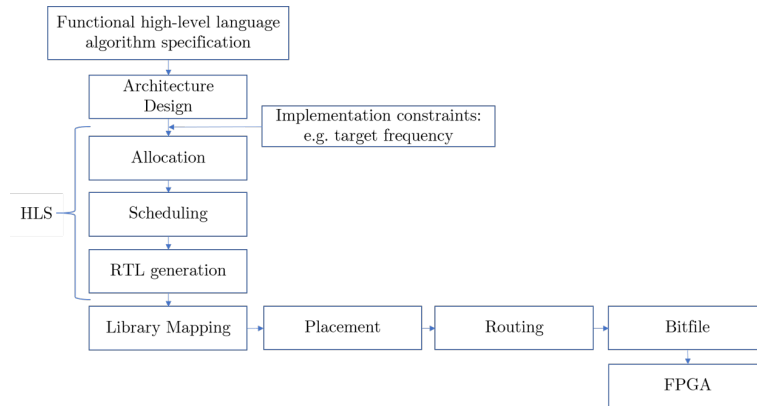 Functional high-level language
algorithm specification
Architecture
Design
Implementation constraints:
e.g. target frequency
Allocation
HLS
Scheduling
RTL generation
Library Mapping
Placement
Routing
Bitfile
FPGA